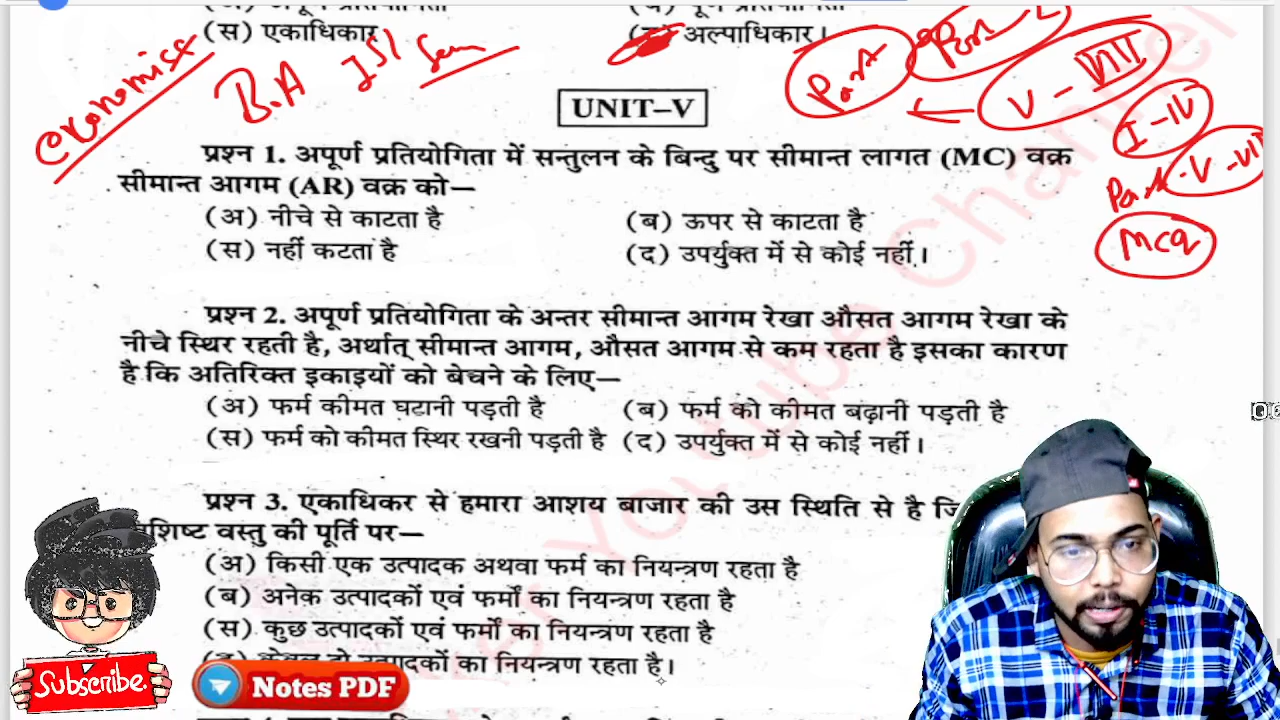 (स) एकाधिकार
अल्पाधिकार।
economics
B.A Ist Sem
Part
Part-2
V - VIII
I - IV
Part - V - VII
MCQ
UNIT–V
प्रश्न 1. अपूर्ण प्रतियोगिता में सन्तुलन के बिन्दु पर सीमान्त लागत (MC) वक्र
सीमान्त आगम (AR) वक्र को—
(अ) नीचे से काटता है (ब) ऊपर से काटता है
(स) नहीं कटता है (द) उपर्युक्त में से कोई नहीं।
प्रश्न 2. अपूर्ण प्रतियोगिता के अन्तर सीमान्त आगम रेखा औसत आगम रेखा के
नीचे स्थिर रहती है, अर्थात् सीमान्त आगम, औसत आगम से कम रहता है इसका कारण
है कि अतिरिक्त इकाइयों को बेचने के लिए—
(अ) फर्म कीमत घटानी पड़ती है (ब) फर्म को कीमत बढ़ानी पड़ती है
(स) फर्म को कीमत स्थिर रखनी पड़ती है (द) उपर्युक्त में से कोई नहीं।
प्रश्न 3. एकाधिकर से हमारा आशय बाजार की उस स्थिति से है
वस्तु की पूर्ति पर—
(अ) किसी एक उत्पादक अथवा फर्म का नियन्त्रण रहता है
(ब) अनेक उत्पादकों एवं फर्मों का नियन्त्रण रहता है
(स) कुछ उत्पादकों एवं फर्मों का नियन्त्रण रहता है
का नियन्त्रण रहता है।
Subscribe.
Notes PDF
YouTube Channel